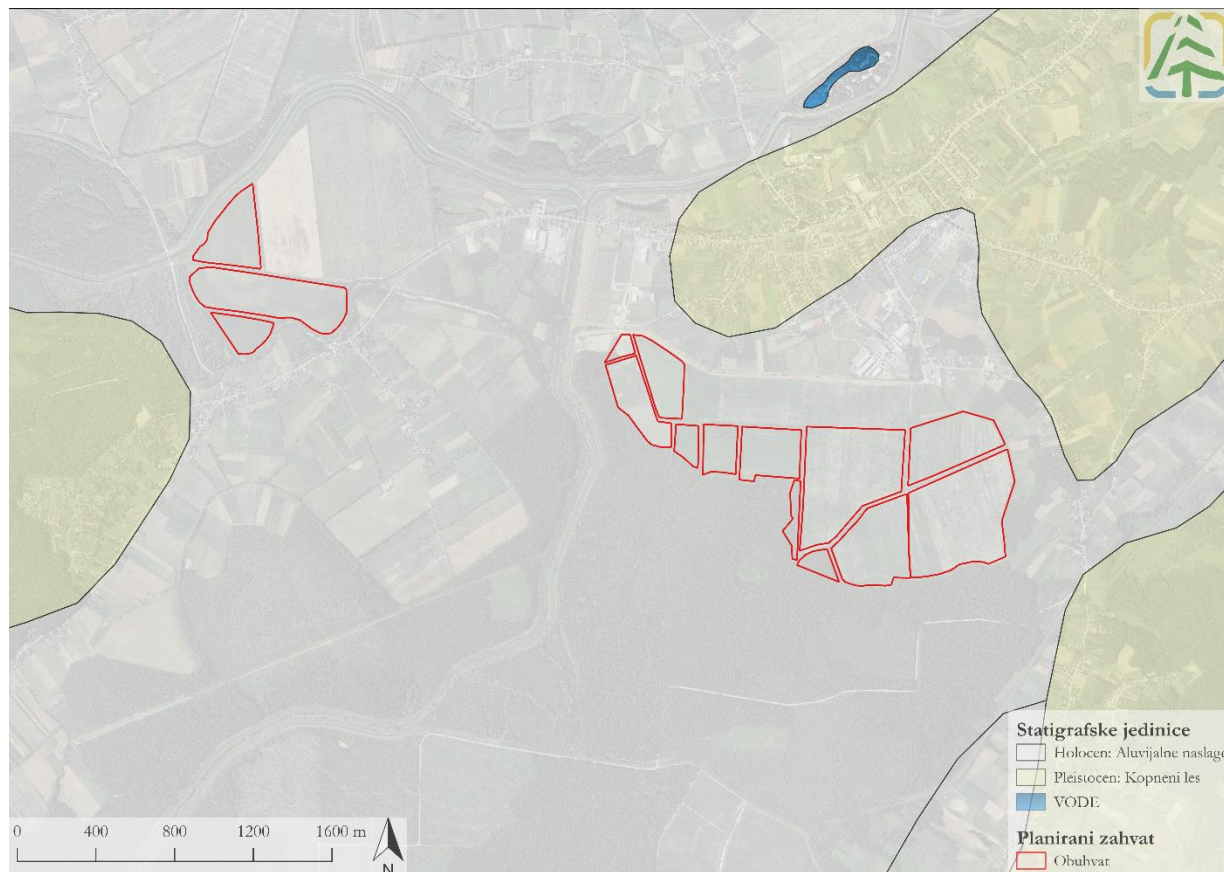 Statigrafske jedinice
Holocen: Aluvijalne naslage
Pleistocen: Kopneni les
VODE
Planirani zahvat
Obuhvat
0 400 800 1200 1600 m
N